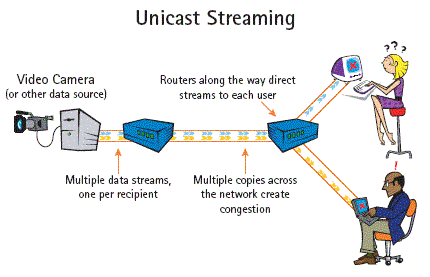 Unicast Streaming
Video Camera
(or other data source)
Routers along the way direct
streams to each user
? ? ?
Multiple data streams,
one per recipient
Multiple copies across
the network create
congestion
!